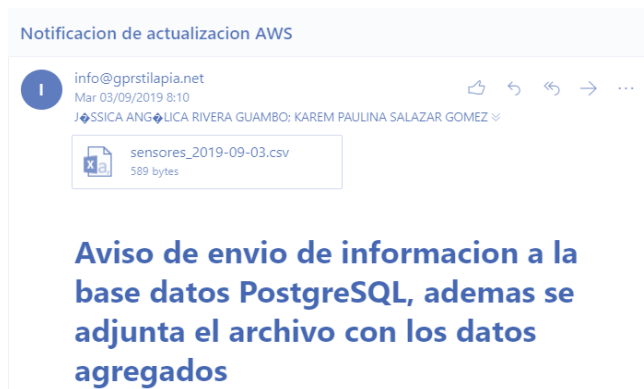 Notificacion de actualizacion AWS
I
info@gprstilapia.net
Mar 03/09/2019 8:10
J�SSICA ANG�LICA RIVERA GUAMBO; KAREM PAULINA SALAZAR GOMEZ
sensores_2019-09-03.csv
589 bytes
Aviso de envio de informacion a la
base datos PostgreSQL, ademas se
adjunta el archivo con los datos
agregados